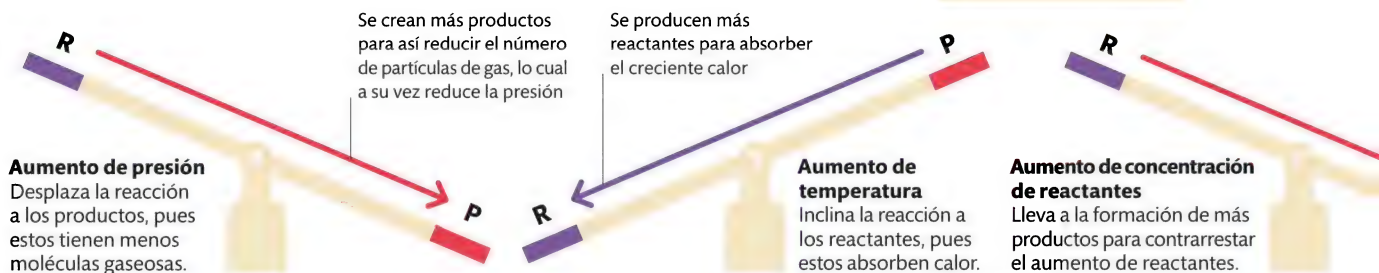 R
Se crean más productos
para así reducir el número
de partículas de gas, lo cual
a su vez reduce la presión
Aumento de presión
Desplaza la reacción
a los productos, pues
estos tienen menos
moléculas gaseosas.
P
Se producen más
reactantes para absorber
el creciente calor
P
R
Aumento de
temperatura
Inclina la reacción a
los reactantes, pues
estos absorben calor.
R
Aumento de concentración
de reactantes
Lleva a la formación de más
productos para contrarrestar
el aumento de reactantes.